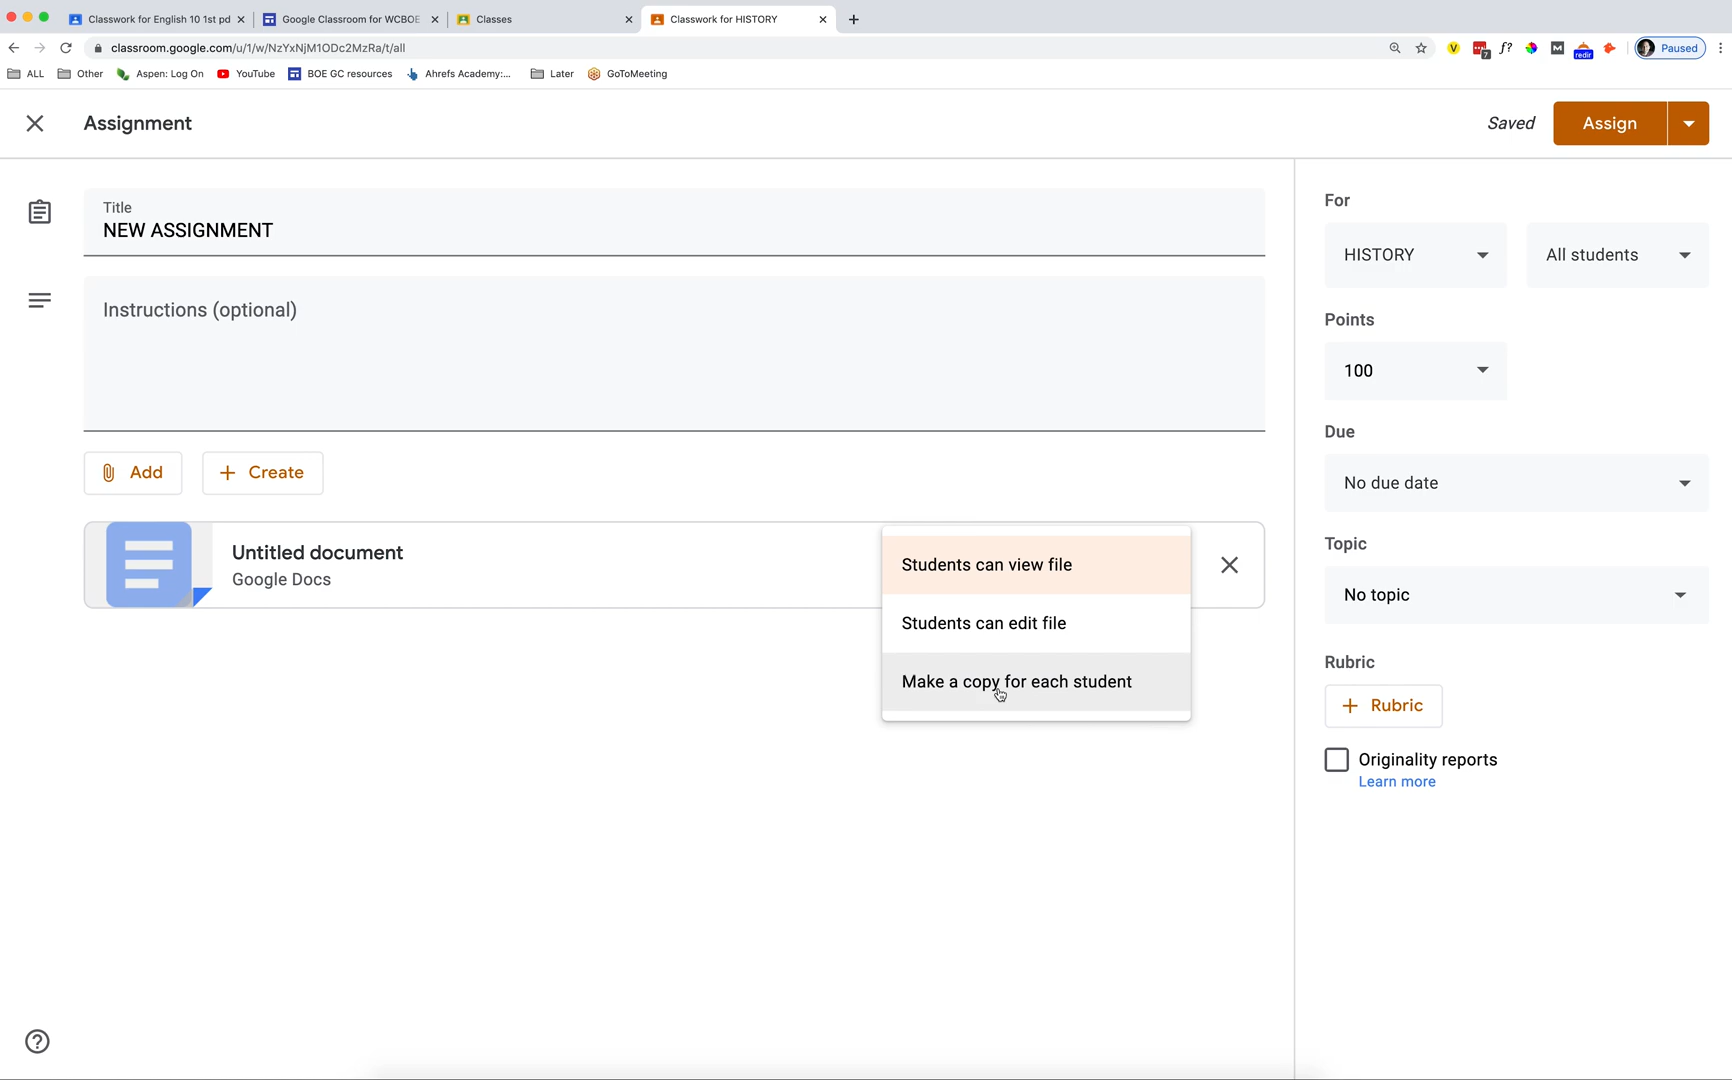 Classwork for English 10 1st pd
Google Classroom for WCBOE
Classes
Classwork for HISTORY
classroom.google.com/u/1/w/NzYxNjM1ODc2MzRa/t/all
V
7
f?
M
redir
Paused
ALL
Other
Aspen: Log On
YouTube
BOE GC resources
Ahrefs Academy:...
Later
GoToMeeting
Assignment
Saved
Assign
Title
NEW ASSIGNMENT
Instructions (optional)
Add
Create
Untitled document
Google Docs
Students can view file
Students can edit file
Make a copy for each student
For
HISTORY
All students
Points
100
Due
No due date
Topic
No topic
Rubric
Rubric
Originality reports
Learn more